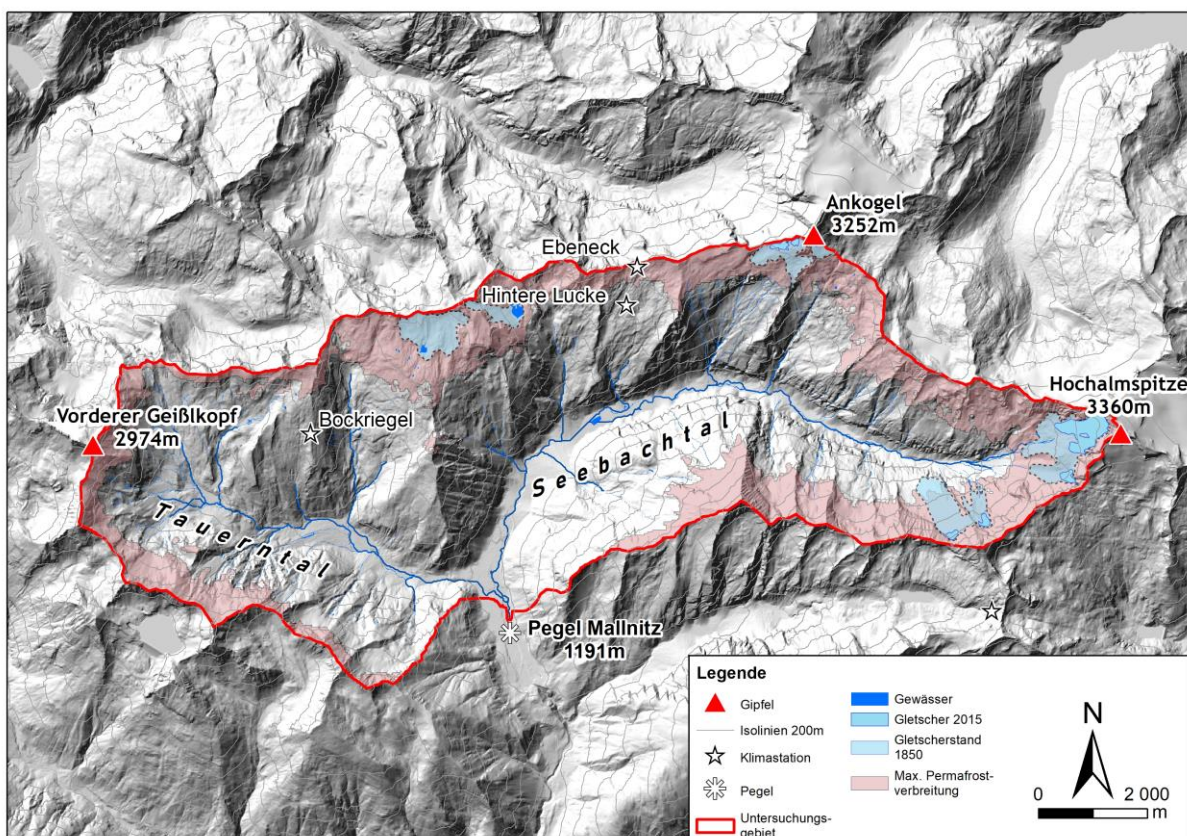 Ankogel
3252m
Ebeneck
Hintere Lucke
Hochalmspitze
3360m
Vorderer Geißlkopf
2974m
Bockriegel
Seebachtal
Tauerntal
Pegel Mallnitz
1191m
Legende
Gipfel
Isolinien 200m
Klimastation
Pegel
Untersuchungs-
gebiet
Gewässer
Gletscher 2015
Gletscherstand
1850
Max. Permafrost-
verbreitung
N
0 2 000
m